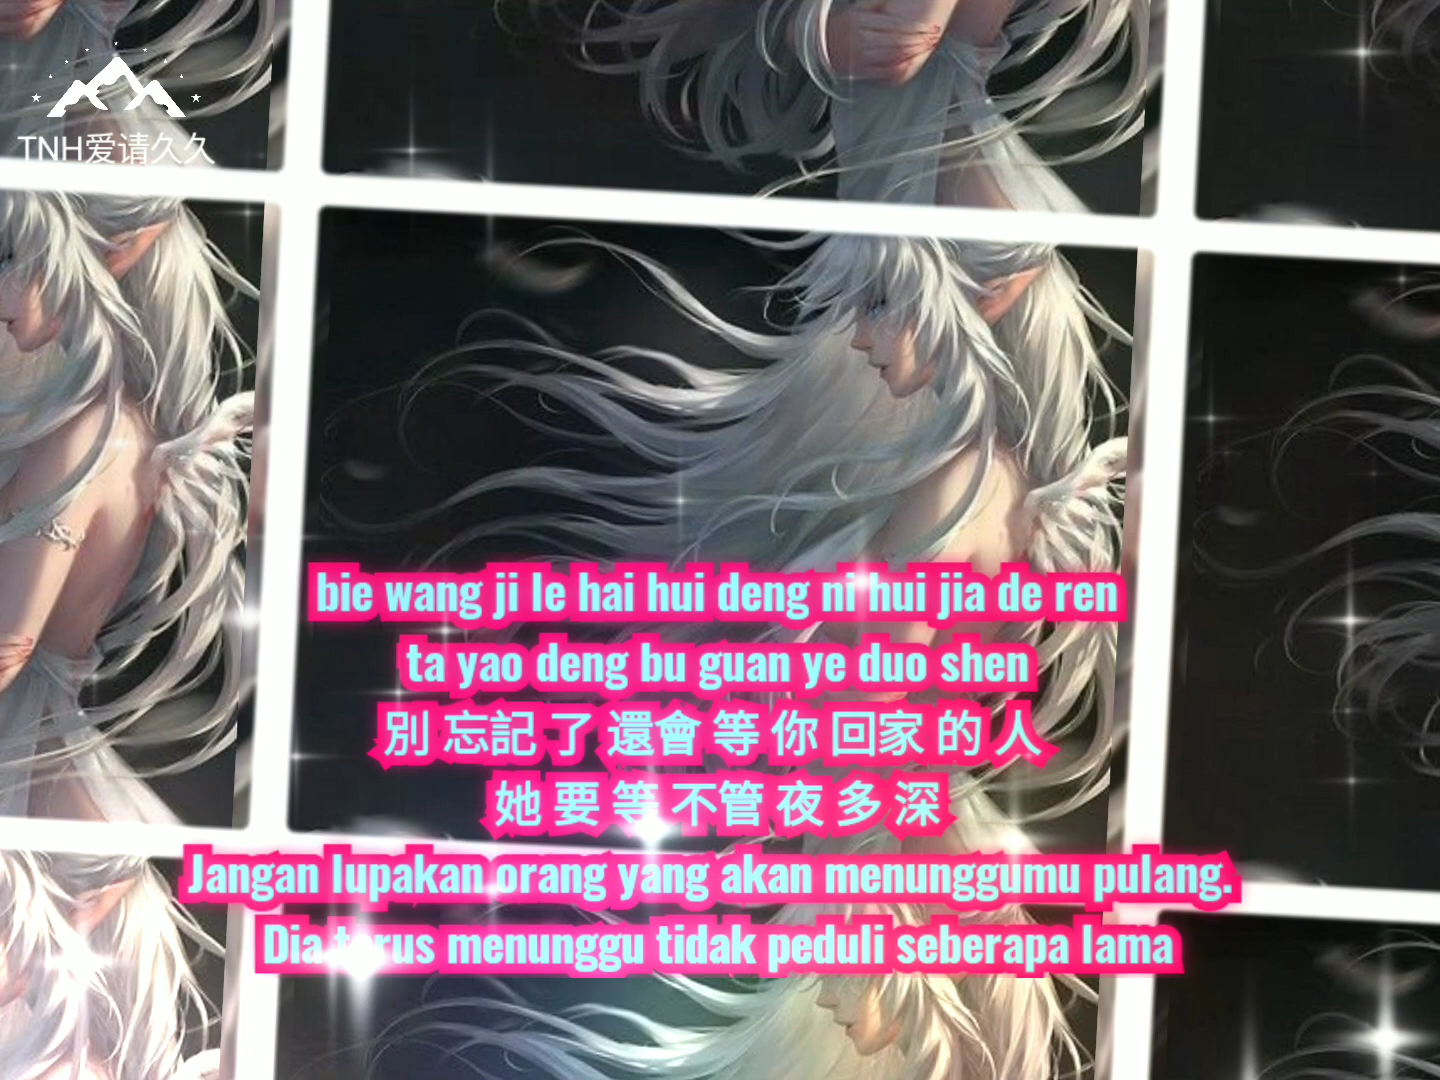 TNH爱请久久
bie wang ji le hai hui deng ni hui jia de ren
ta yao deng bu guan ye duo shen
別 忘記 了 還會 等 你 回家 的 人
她 要 等 不管 夜 多 深
Jangan lupakan orang yang akan menunggumu pulang.
Dia terus menunggu tidak peduli seberapa lama